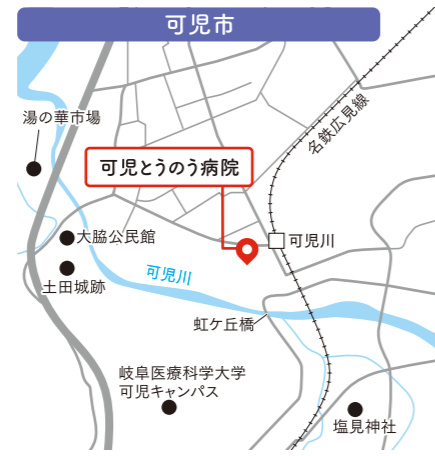 可児市
湯の華市場
名鉄広見線
可児とうのう病院
大脇公民館
可児川
土田城跡
可児川
虹ケ丘橋
岐阜医療科学大学
可児キャンパス
塩見神社